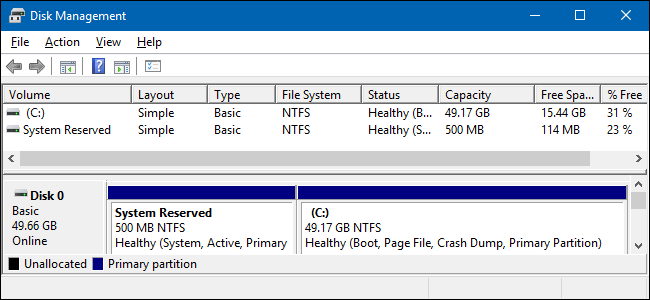 Disk Management
File Action View Help
Volume Layout Type File System Status Capacity Free Spa... % Free
(C:) Simple Basic NTFS Healthy (B... 49.17 GB 15.44 GB 31 %
System Reserved Simple Basic NTFS Healthy (S... 500 MB 114 MB 23 %
Disk 0
Basic
49.66 GB
Online
System Reserved
500 MB NTFS
Healthy (System, Active, Primary
(C:)
49.17 GB NTFS
Healthy (Boot, Page File, Crash Dump, Primary Partition)
Unallocated Primary partition